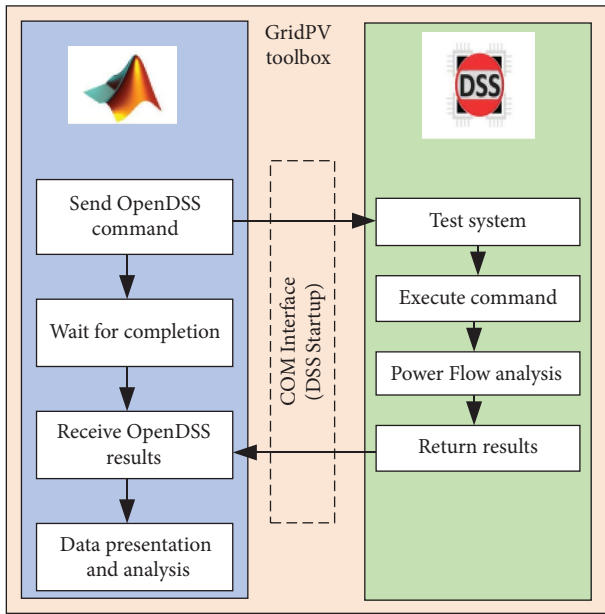 GridPV
toolbox
DSS
Send OpenDSS
command
Wait for completion
Receive OpenDSS
results
Data presentation
and analysis
COM Interface
(DSS Startup)
Test system
Execute command
Power Flow analysis
Return results